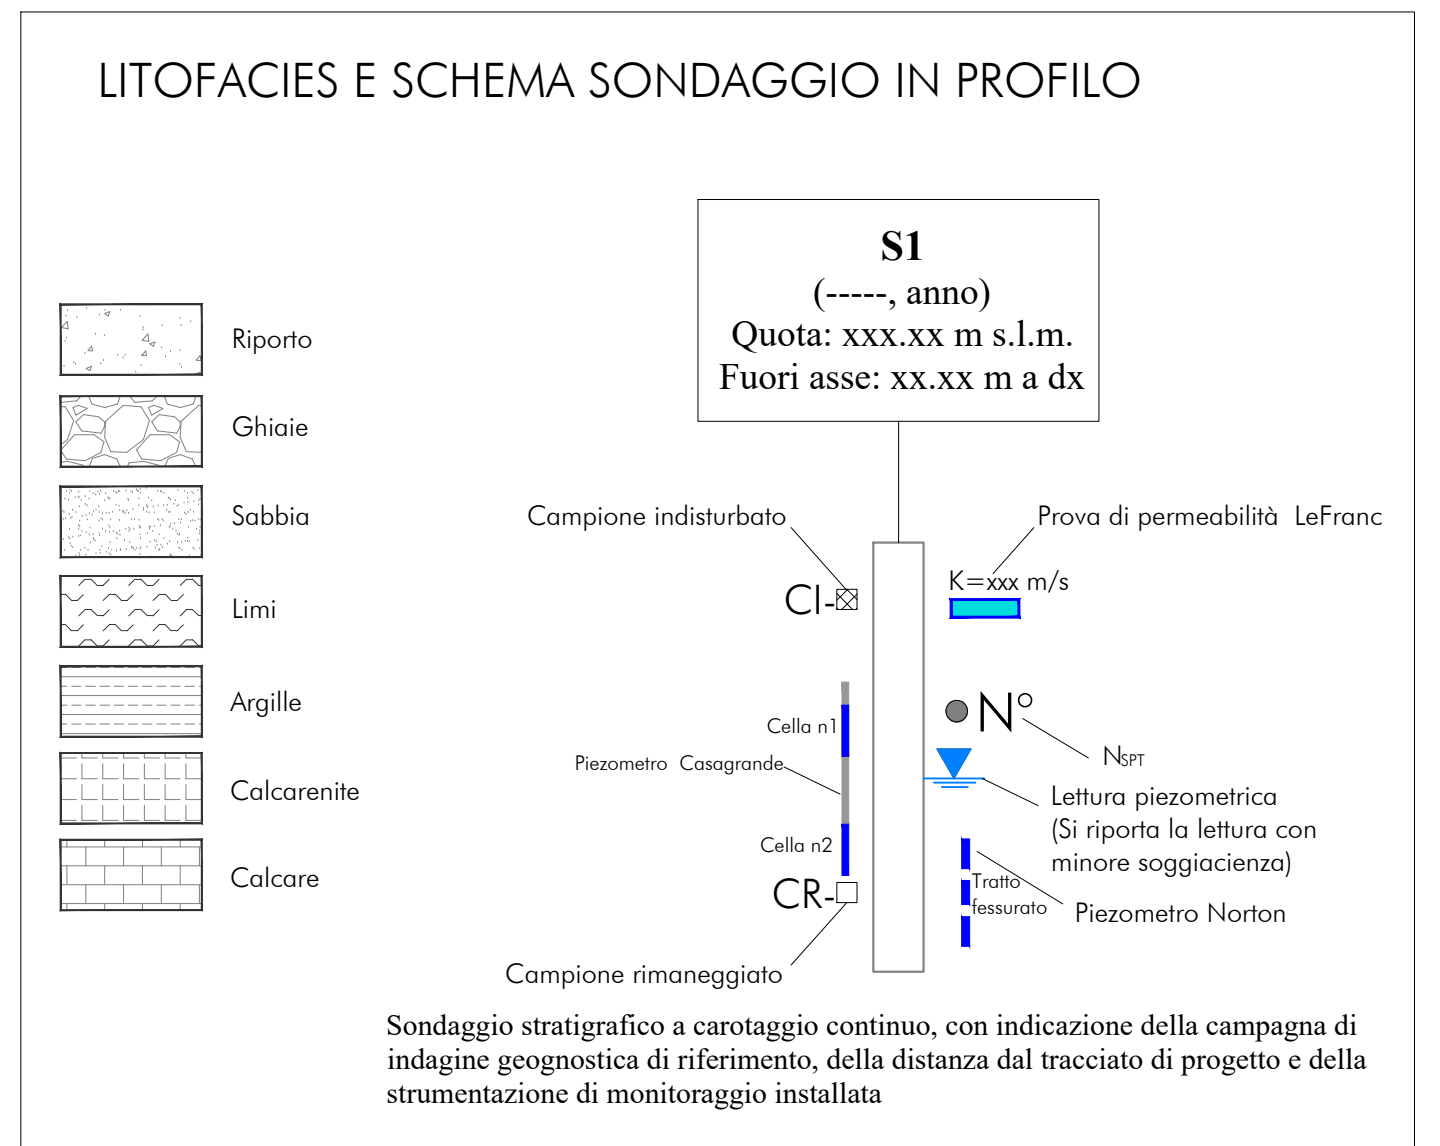 LITOFACIES E SCHEMA SONDAGGIO IN PROFILO
S1
(-----, anno)
Quota: xxx.xx m s.l.m.
Fuori asse: xx.xx m a dx
Riporto
Ghiaie
Sabbia
Limi
Argille
Calcarenite
Calcare
Campione indisturbato
Prova di permeabilità LeFranc
K=xxx m/s
CI-
Cella n1
N°
Piezometro Casagrande
NSPT
Lettura piezometrica
(Si riporta la lettura con
minore soggiacienza)
Cella n2
CR-
Tratto
fessurato
Piezometro Norton
Campione rimaneggiato
Sondaggio stratigrafico a carotaggio continuo, con indicazione della campagna di
indagine geognostica di riferimento, della distanza dal tracciato di progetto e della
strumentazione di monitoraggio installata